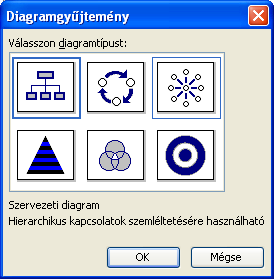 Diagramgyűjtemény
Válasszon diagramtípust:
Szervezeti diagram
Hierarchikus kapcsolatok szemléltetésére használható
OK
Mégse